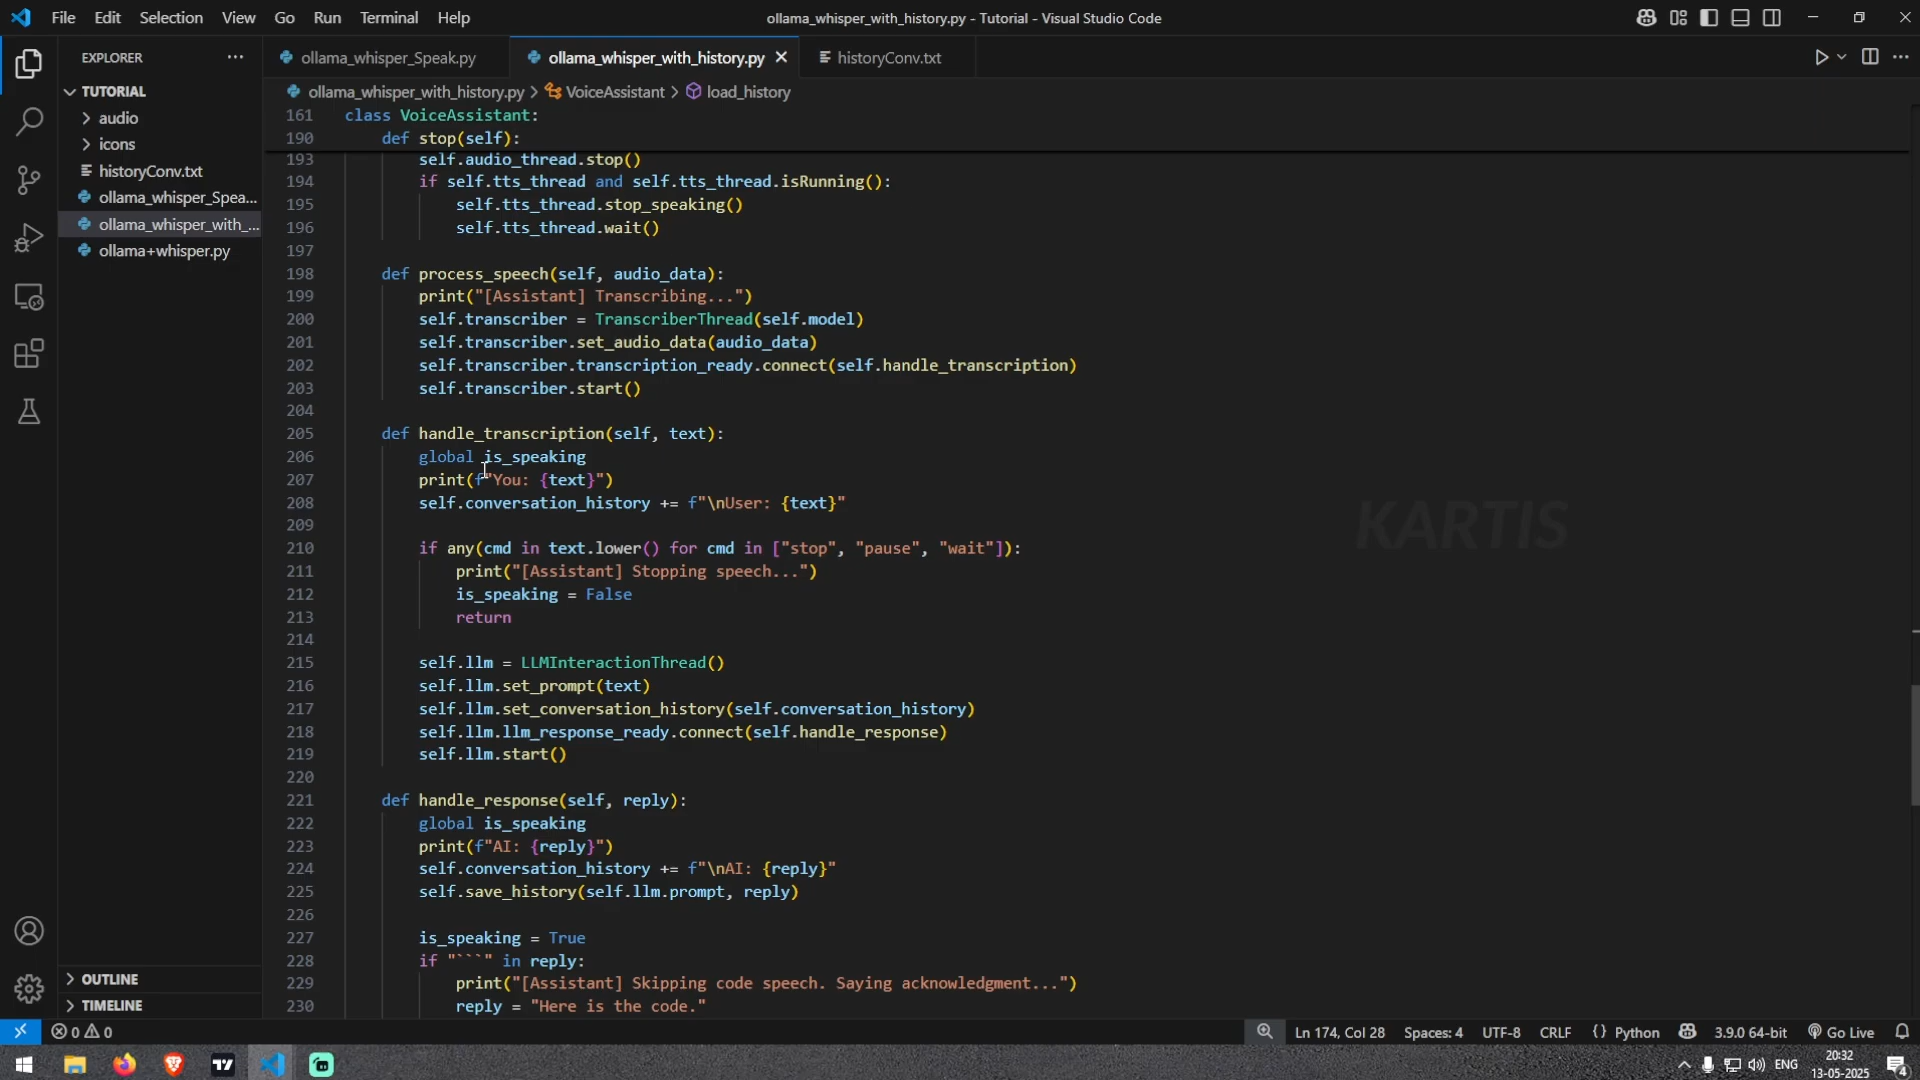 File Edit Selection View Go Run Terminal Help
ollama_whisper_with_history.py - Tutorial - Visual Studio Code
EXPLORER
TUTORIAL
audio
icons
historyConv.txt
ollama_whisper_Spea...
ollama_whisper_with_...
ollama+whisper.py
OUTLINE
TIMELINE
ollama_whisper_Speak.py
ollama_whisper_with_history.py
historyConv.txt
ollama_whisper_with_history.py > VoiceAssistant > load_history
161 class VoiceAssistant:
190 def stop(self):
193 self.audio_thread.stop()
194 if self.tts_thread and self.tts_thread.isRunning():
195 self.tts_thread.stop_speaking()
196 self.tts_thread.wait()
197
198 def process_speech(self, audio_data):
199 print("[Assistant] Transcribing...")
200 self.transcriber = TranscriberThread(self.model)
201 self.transcriber.set_audio_data(audio_data)
202 self.transcriber.transcription_ready.connect(self.handle_transcription)
203 self.transcriber.start()
204
205 def handle_transcription(self, text):
206 global is_speaking
207 print(f"You: {text}")
208 self.conversation_history += f"\nUser: {text}"
209
210 if any(cmd in text.lower() for cmd in ["stop", "pause", "wait"]):
211 print("[Assistant] Stopping speech...")
212 is_speaking = False
213 return
214
215 self.llm = LLMInteractionThread()
216 self.llm.set_prompt(text)
217 self.llm.set_conversation_history(self.conversation_history)
218 self.llm.llm_response_ready.connect(self.handle_response)
219 self.llm.start()
220
221 def handle_response(self, reply):
222 global is_speaking
223 print(f"AI: {reply}")
224 self.conversation_history += f"\nAI: {reply}"
225 self.save_history(self.llm.prompt, reply)
226
227 is_speaking = True
228 if "```" in reply:
229 print("[Assistant] Skipping code speech. Saying acknowledgment...")
230 reply = "Here is the code."
KARTIS
0 0
Ln 174, Col 28 Spaces: 4 UTF-8 CRLF {} Python 3.9.0 64-bit Go Live
ENG
20:32
13-05-2025
4